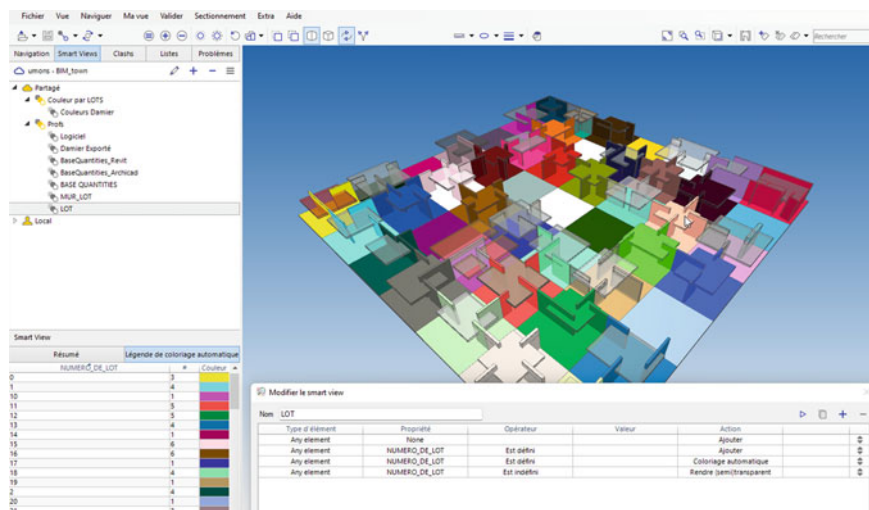 Fichier Vue Naviguer Ma vue Valider Sectionnement Extra Aide
Rechercher
Navigation Smart Views Clashs Listes Problèmes
umons - BIM_town
Partagé
Couleur par LOTS
Couleurs Damier
Profs
Logiciel
Damier Exporté
BaseQuantities_Revit
BaseQuantities_Archicad
BASE QUANTITIES
MUR_LOT
LOT
Local
Smart View
Résumé Légende de coloriage automatique
NUMERO_DE_LOT # Couleur
0 3
1 4
10 1
11 5
12 5
13 4
14 1
15 6
16 6
17 1
18 4
19 1
2 4
20 1
Modifier le smart view
Nom LOT
Type d'élément Propriété Opérateur Valeur Action
Any element None Ajouter
Any element NUMERO_DE_LOT Est défini Ajouter
Any element NUMERO_DE_LOT Est défini Coloriage automatique
Any element NUMERO_DE_LOT Est indéfini Rendre (semi)transparent